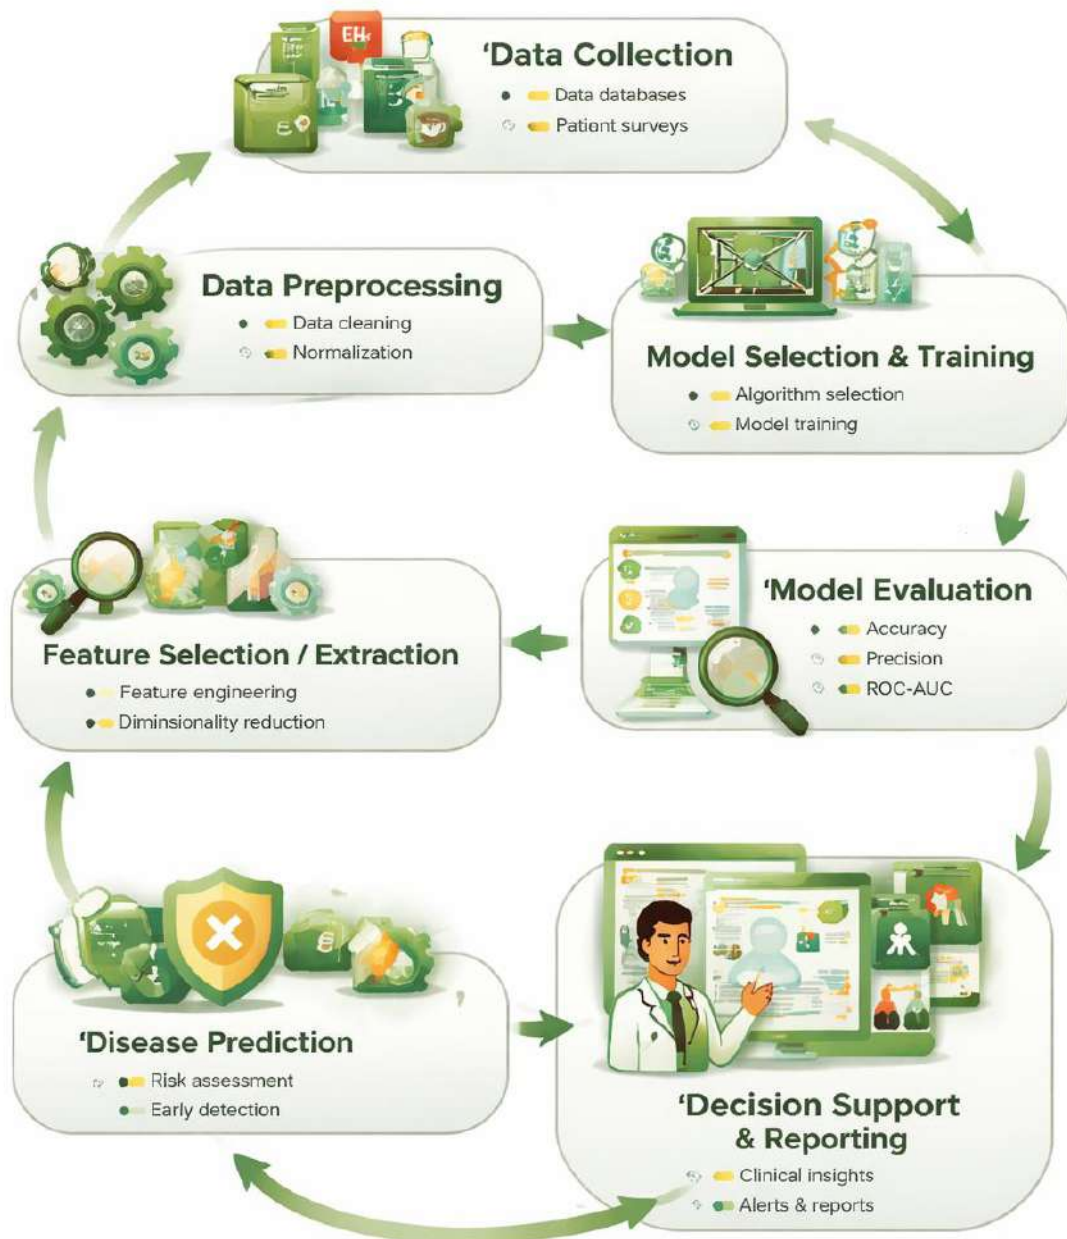 EH
'Data Collection
Data databases
Patient surveys
Data Preprocessing
Data cleaning
Normalization
Model Selection & Training
Algorithm selection
Model training
'Model Evaluation
Accuracy
Precision
ROC-AUC
Feature Selection / Extraction
Feature engineering
Diminsionality reduction
'Disease Prediction
Risk assessment
Early detection
'Decision Support
& Reporting
Clinical insights
Alerts & reports